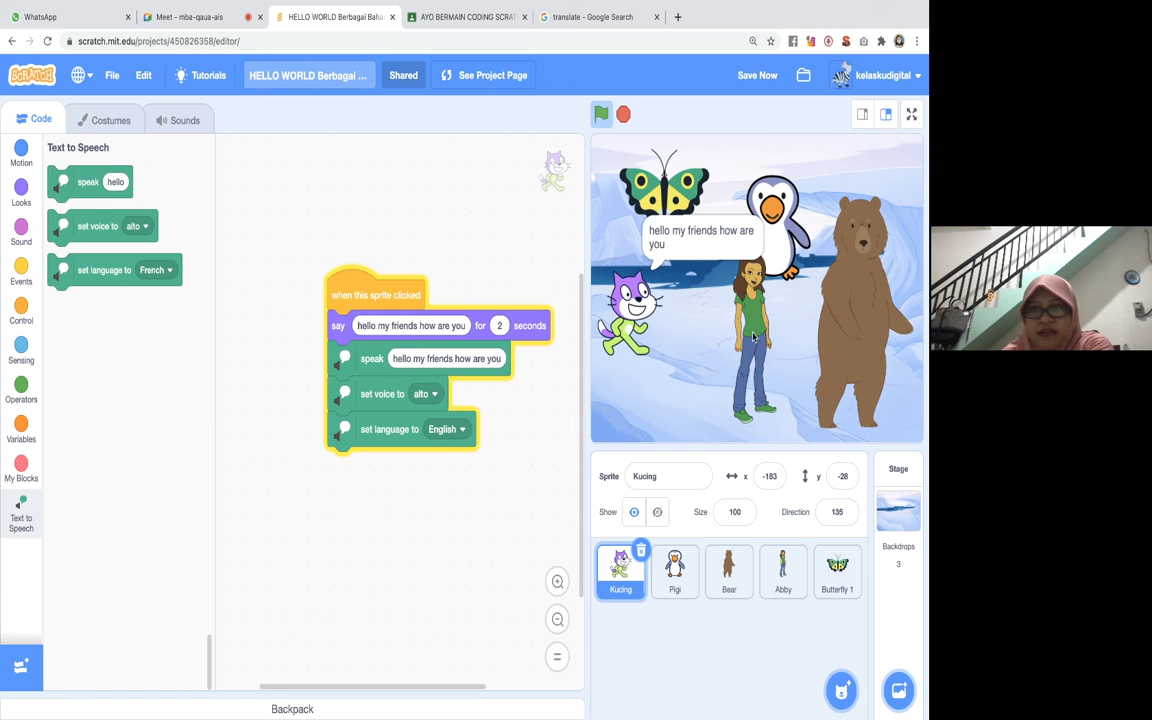 WhatsApp
Meet - mba-qaua-ais
HELLO WORLD Berbagai Baha
AYO BERMAIN CODING SCRAT
translate - Google Search
scratch.mit.edu/projects/450826358/editor/
SCRATCH
File
Edit
Tutorials
HELLO WORLD Berbagai ...
Shared
See Project Page
Save Now
kelaskudigital
Code
Costumes
Sounds
Motion
Looks
Sound
Events
Control
Sensing
Operators
Variables
My Blocks
Text to
Speech
Text to Speech
speak hello
set voice to alto
set language to French
when this sprite clicked
say hello my friends how are you for 2 seconds
speak hello my friends how are you
set voice to alto
set language to English
hello my friends how are
you
Sprite Kucing x -183 y -28
Show Size 100 Direction 135
Kucing
Pigi
Bear
Abby
Butterfly 1
Stage
Backdrops
3
Backpack